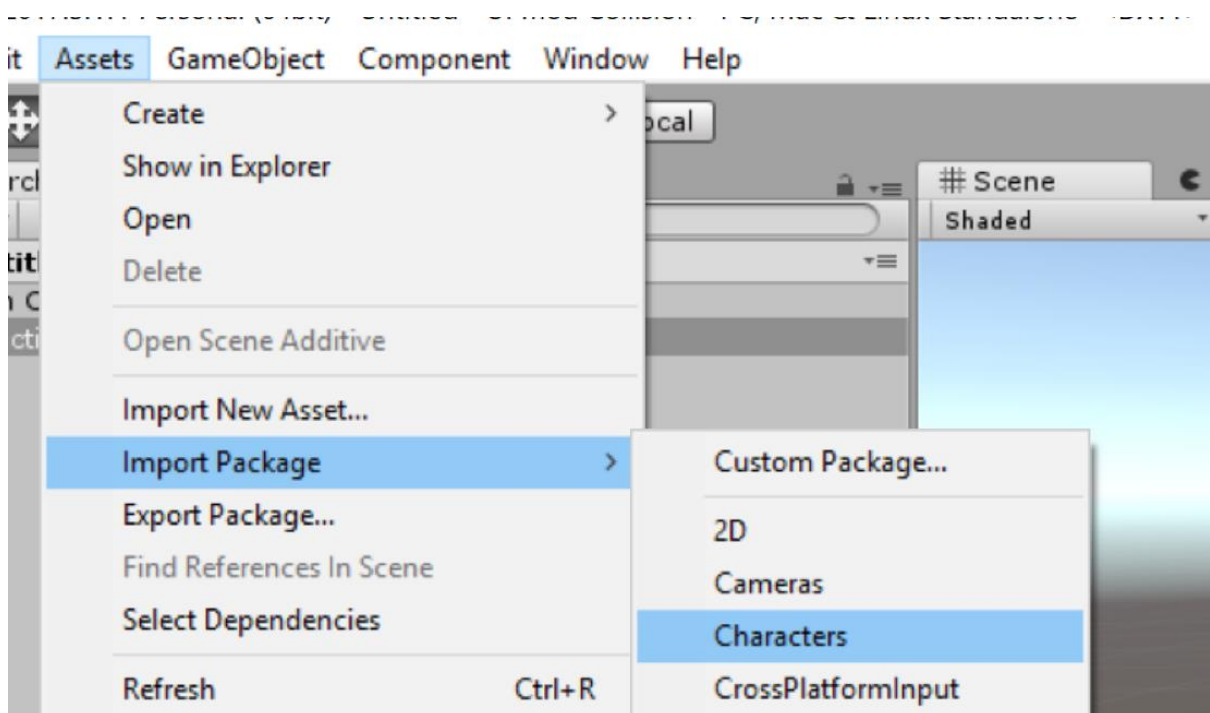 Assets GameObject Component Window Help
Create
Show in Explorer
Open
Delete
Open Scene Additive
Import New Asset...
Import Package
Export Package...
Find References In Scene
Select Dependencies
Refresh Ctrl+R
Scene
Shaded
Custom Package...
2D
Cameras
Characters
CrossPlatformInput